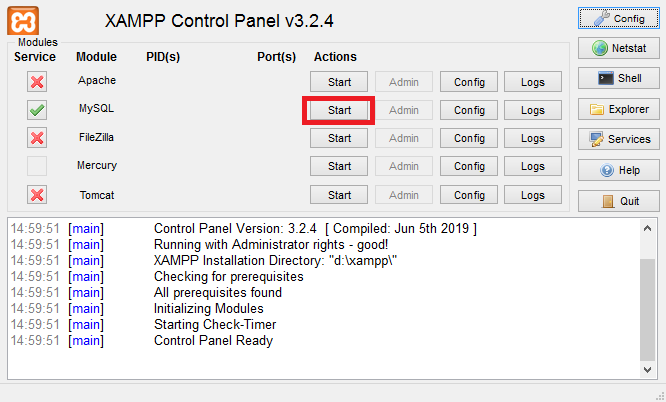 XAMPP Control Panel v3.2.4
Config
Modules
Service Module PID(s) Port(s) Actions
Netstat
Apache Start Admin Config Logs
Shell
MySQL Start Admin Config Logs
Explorer
FileZilla Start Admin Config Logs
Services
Mercury Start Admin Config Logs
Help
Tomcat Start Admin Config Logs
Quit
14:59:51 [main] Control Panel Version: 3.2.4 [ Compiled: Jun 5th 2019 ]
14:59:51 [main] Running with Administrator rights - good!
14:59:51 [main] XAMPP Installation Directory: "d:\xampp\"
14:59:51 [main] Checking for prerequisites
14:59:51 [main] All prerequisites found
14:59:51 [main] Initializing Modules
14:59:51 [main] Starting Check-Timer
14:59:51 [main] Control Panel Ready